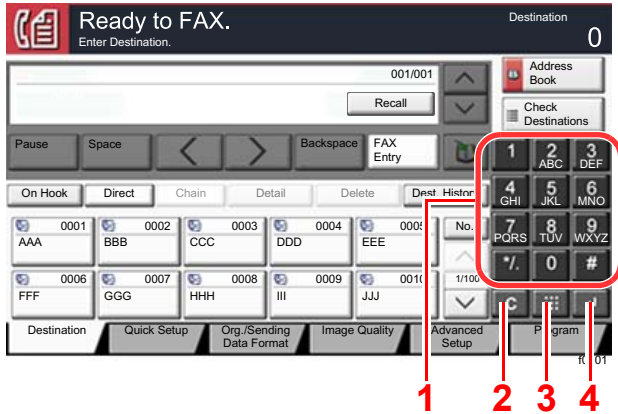 Ready to FAX.
Enter Destination.
Destination
0
001/001
Address
Book
Recall
Check
Destinations
Pause
Space
Backspace
FAX
Entry
1
2
ABC
3
DEF
On Hook
Direct
Chain
Detail
Delete
Dest. History
4
GHI
5
JKL
6
MNO
0001
AAA
0002
BBB
0003
CCC
0004
DDD
0005
EEE
No.
7
PQRS
8
TUV
9
WXYZ
*/.
0
#
0006
FFF
0007
GGG
0008
HHH
0009
III
0010
JJJ
1/100
C
Destination
Quick Setup
Org./Sending
Data Format
Image Quality
Advanced
Setup
Program
1
2
3
4